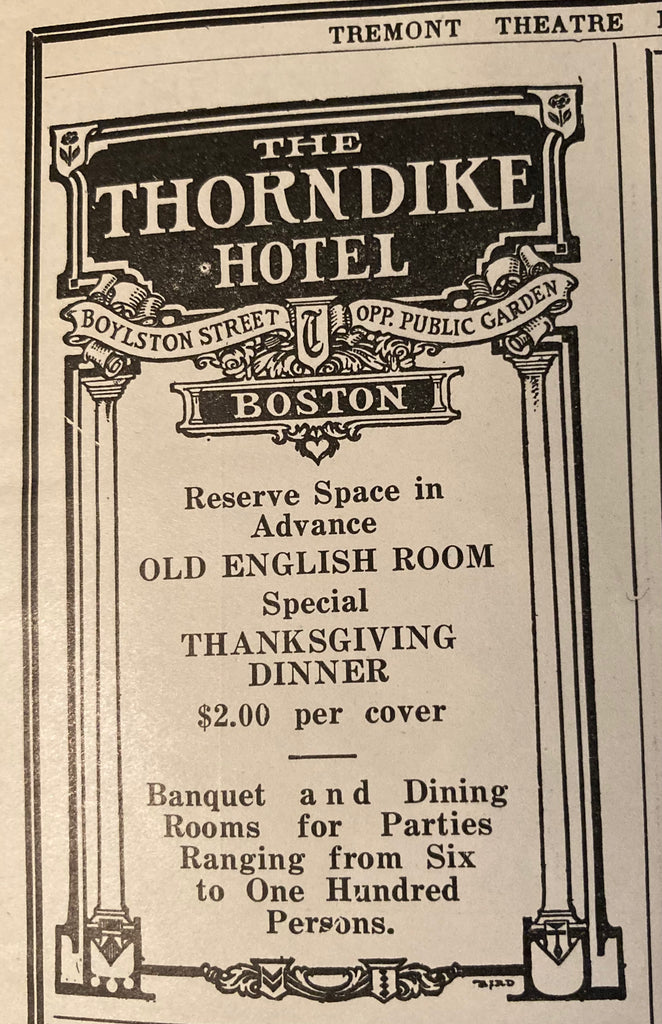 TREMONT THEATRE
THE
THORNDIKE
HOTEL
BOYLSTON STREET T OPP. PUBLIC GARDEN
BOSTON
Reserve Space in
Advance
OLD ENGLISH ROOM
Special
THANKSGIVING
DINNER
$2.00 per cover
Banquet and Dining
Rooms for Parties
Ranging from Six
to One Hundred
Persons.
BIRD